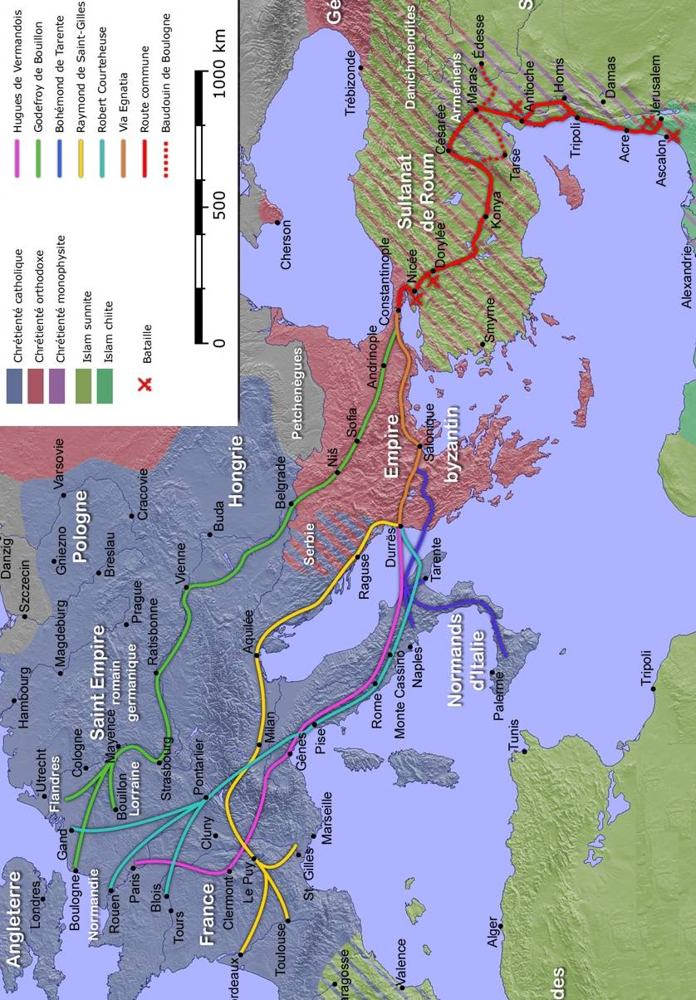 Chrétienté catholique
Chrétienté orthodoxe
Chrétienté monophysite
Islam sunnite
Islam chiite
Bataille
Hugues de Vermandois
Godefroy de Bouillon
Bohémond de Tarente
Raymond de Saint-Gilles
Robert Courteheuse
Via Egnatia
Route commune
Baudouin de Boulogne
0
500
1000 km
Angleterre
Londres
Utrecht
Flandres
Gand
Boulogne
Normandie
Rouen
Paris
Blois
Tours
France
Clermont
Le Puy
rdeaux
Toulouse
St. Gilles
Marseille
Cluny
Pontarlier
Cologne
Mayence
Bouillon
Lorraine
Strasbourg
Hambourg
Magdeburg
Saint Empire
romain
germanique
Prague
Ratisbonne
Szczecin
Danzig
Gniezno
Pologne
Varsovie
Breslau
Cracovie
Vienne
Buda
Hongrie
Aquilée
Milan
Gênes
Pise
Rome
Monte Cassino
Naples
Tarente
Normands
d'Italie
Palerme
Raguse
Serbie
Durrës
Belgrade
Niš
Sofia
Andrinople
Petchenègues
Empire
byzantin
Salonique
Constantinople
Cherson
Nicée
Dorylée
Smyrne
Sultanat
de Roum
Konya
Césarée
Tarse
Trébizonde
Gé
Danichmendites
Arméniens
Maras
Édesse
Antioche
Homs
Tripoli
Damas
Acre
Jérusalem
Ascalon
Alexandrie
S
aragosse
Valence
Alger
Tunis
Tripoli
des